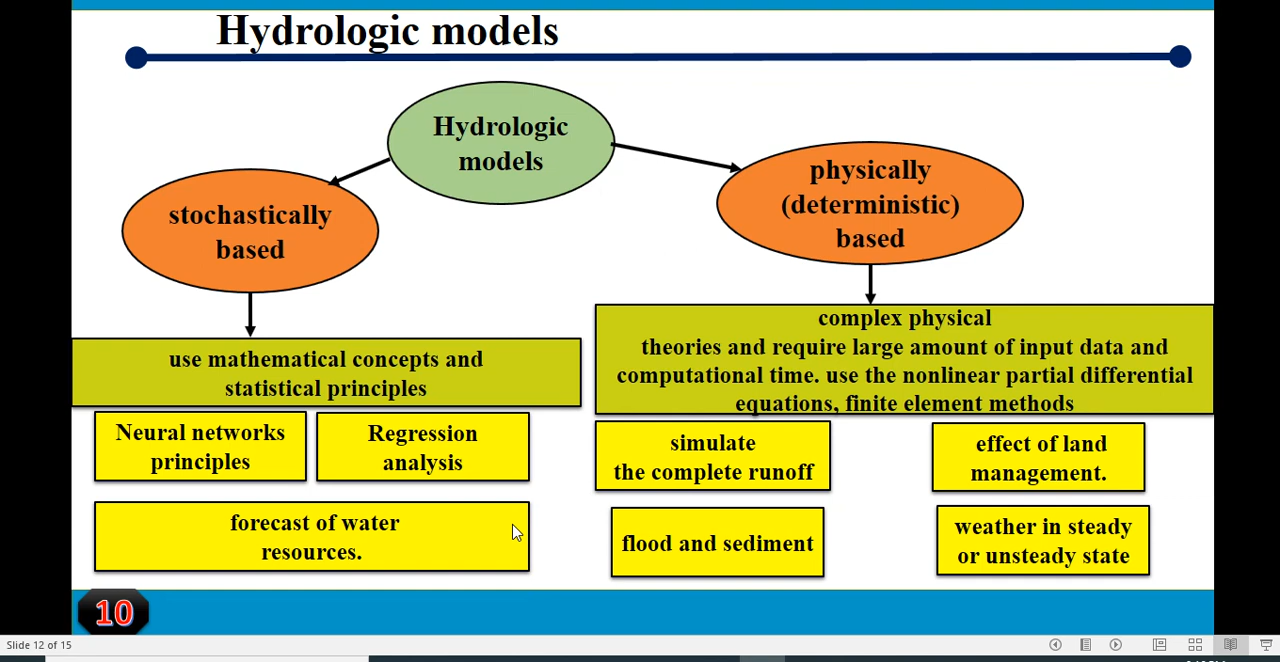 Hydrologic models
Hydrologic
models
stochastically
based
physically
(deterministic)
based
use mathematical concepts and
statistical principles
complex physical
theories and require large amount of input data and
computational time. use the nonlinear partial differential
equations, finite element methods
Neural networks
principles
Regression
analysis
forecast of water
resources.
simulate
the complete runoff
effect of land
management.
flood and sediment
weather in steady
or unsteady state
10
Slide 12 of 15